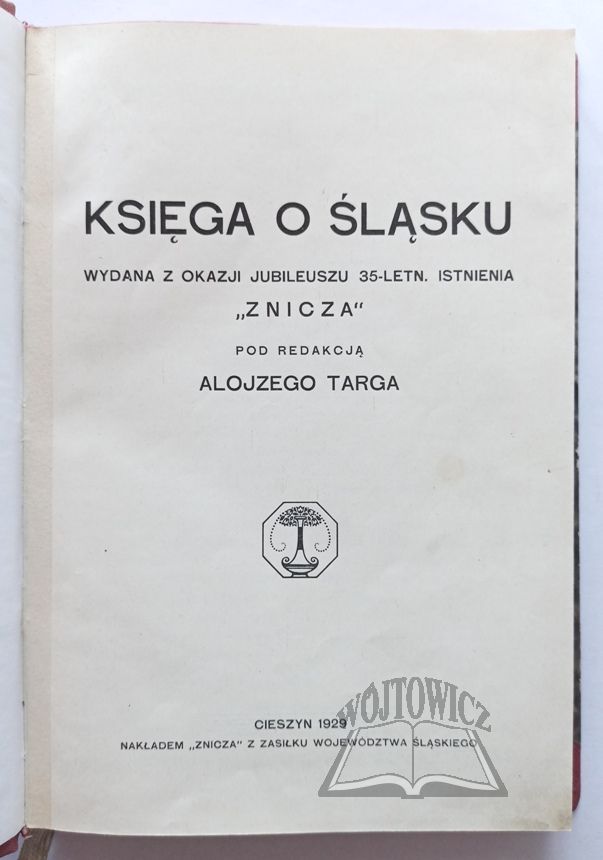 KSIĘGA O ŚLĄSKU
WYDANA Z OKAZJI JUBILEUSZU 35-LETN. ISTNIENIA
„ZNICZA“
POD REDAKCJĄ
ALOJZEGO TARGA
CIESZYN 1929
NAKŁADEM „ZNICZA“ Z ZASIŁKU WOJEWÓDZTWA ŚLĄSKIEGO
WÓJTOWICZ